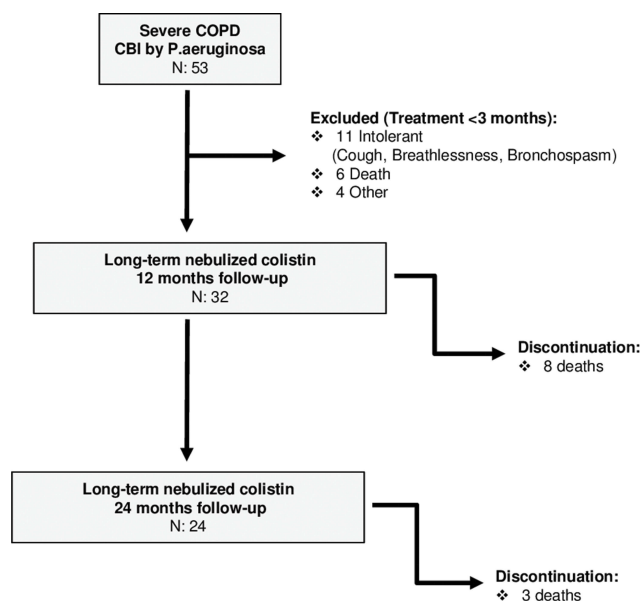 Severe COPD
CBI by P.aeruginosa
N: 53
Excluded (Treatment <3 months):
❖ 11 Intolerant
(Cough, Breathlessness, Bronchospasm)
❖ 6 Death
❖ 4 Other
Long-term nebulized colistin
12 months follow-up
N: 32
Discontinuation:
❖ 8 deaths
Long-term nebulized colistin
24 months follow-up
N: 24
Discontinuation:
❖ 3 deaths